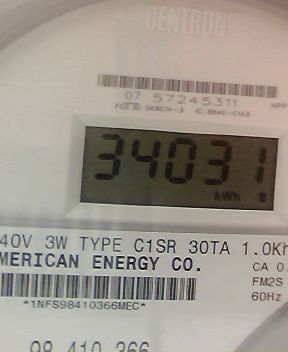 CENTRON®
07 57245311
34031
kWh
40V 3W TYPE C1SR 30TA 1.0Kh
MERICAN ENERGY CO.
CA 0.
FM2S
60Hz
*1NFS98410366MEC*
98 410 366